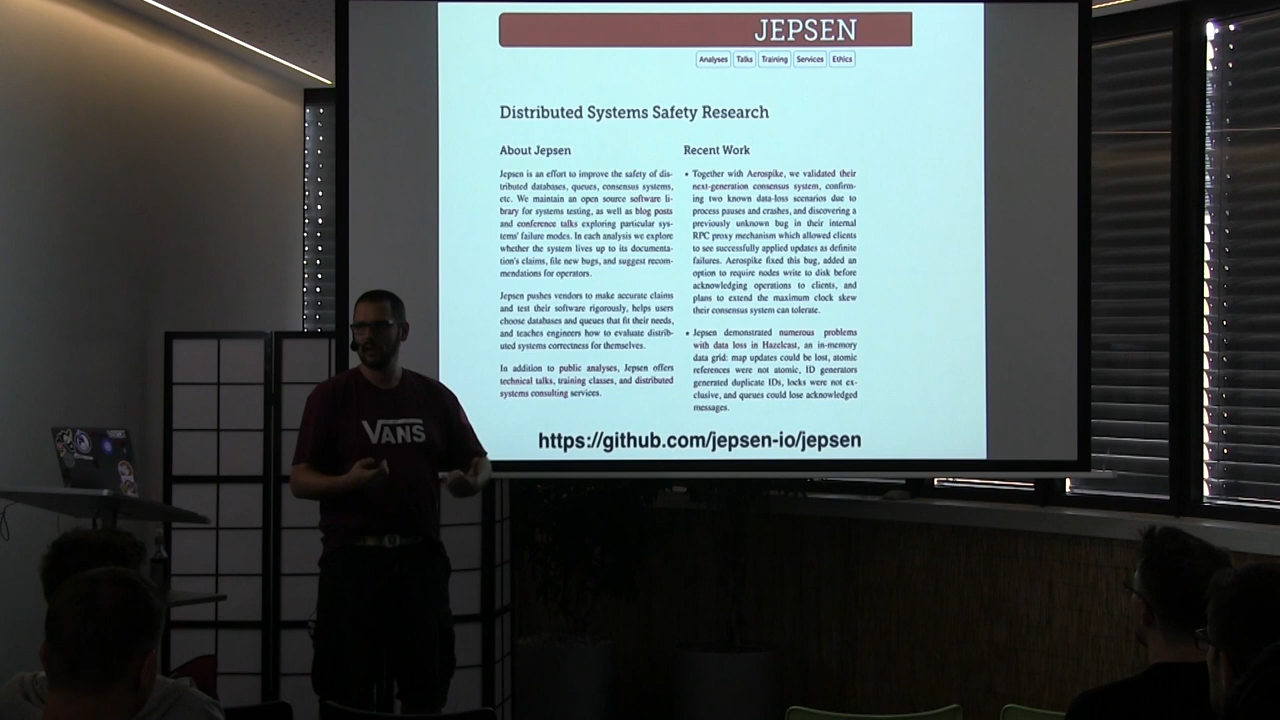 JEPSEN
Analyses Talks Training Services Ethics
Distributed Systems Safety Research
About Jepsen
Jepsen is an effort to improve the safety of dis-
tributed databases, queues, consensus systems,
etc. We maintain an open source software li-
brary for systems testing, as well as blog posts
and conference talks exploring particular sys-
tems' failure modes. In each analysis we explore
whether the system lives up to its documenta-
tion's claims, file new bugs, and suggest recom-
mendations for operators.
Jepsen pushes vendors to make accurate claims
and test their software rigorously, helps users
choose databases and queues that fit their needs,
and teaches engineers how to evaluate distrib-
uted systems correctness for themselves.
In addition to public analyses, Jepsen offers
technical talks, training classes, and distributed
systems consulting services.
Recent Work
• Together with Aerospike, we validated their
next-generation consensus system, confirm-
ing two known data-loss scenarios due to
process pauses and crashes, and discovering a
previously unknown bug in their internal
RPC proxy mechanism which allowed clients
to see successfully applied updates as definite
failures. Aerospike fixed this bug, added an
option to require nodes write to disk before
acknowledging operations to clients, and
plans to extend the maximum clock skew
their consensus system can tolerate.
• Jepsen demonstrated numerous problems
with data loss in Hazelcast, an in-memory
data grid: map updates could be lost, atomic
references were not atomic, ID generators
generated duplicate IDs, locks were not ex-
clusive, and queues could lose acknowledged
messages.
https://github.com/jepsen-io/jepsen
VANS